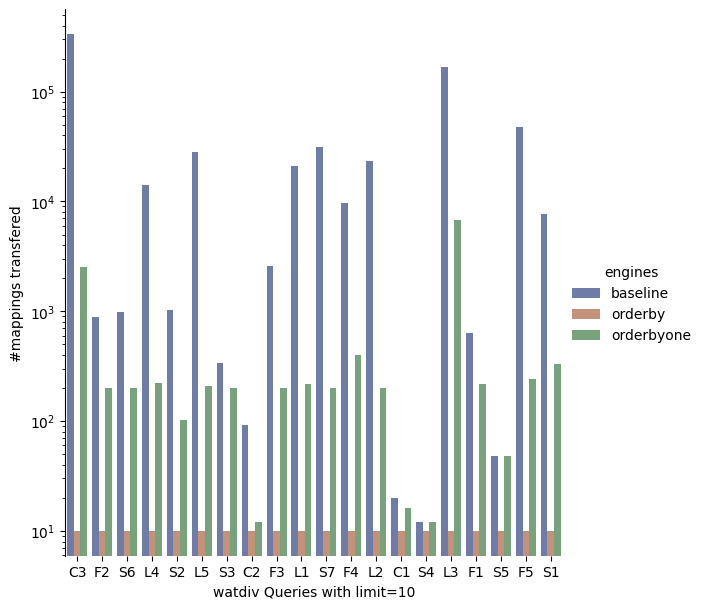 #mappings transfered
10^5
10^4
10^3
10^2
10^1
C3 F2 S6 L4 S2 L5 S3 C2 F3 L1 S7 F4 L2 C1 S4 L3 F1 S5 F5 S1
watdiv Queries with limit=10
engines
baseline
orderby
orderbyone